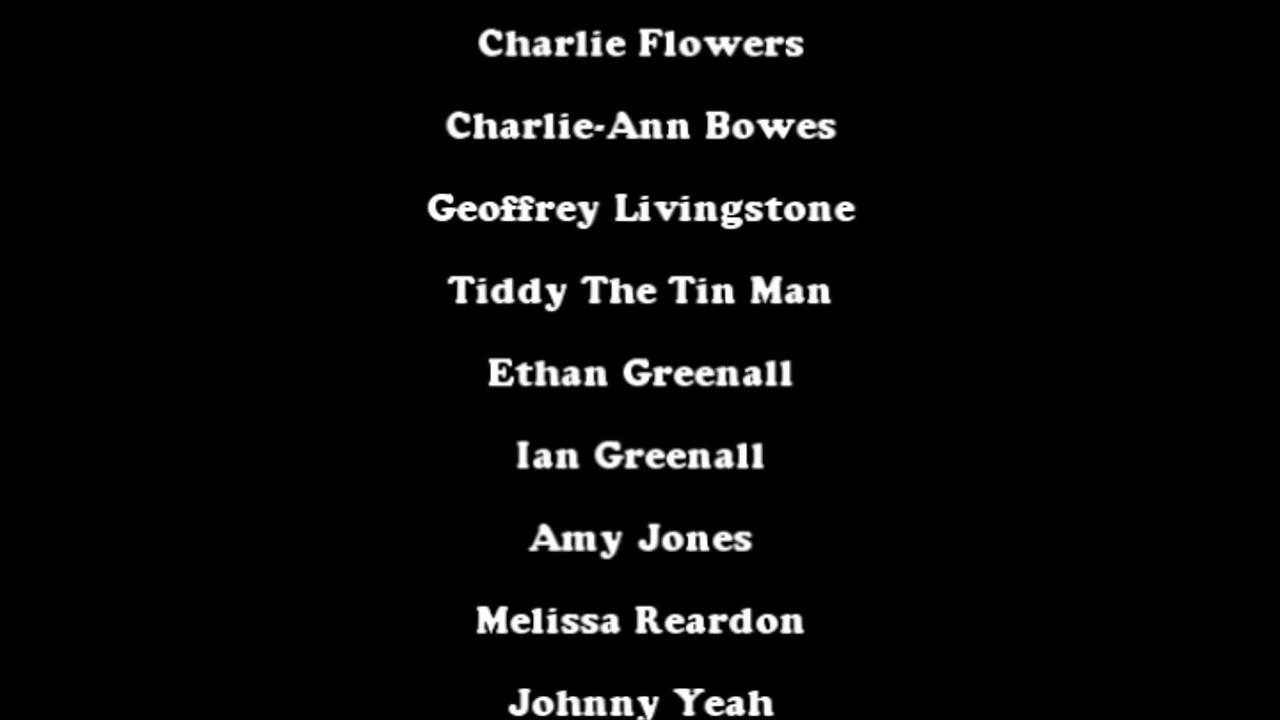 Charlie Flowers
Charlie-Ann Bowes
Geoffrey Livingstone
Tiddy The Tin Man
Ethan Greenall
Ian Greenall
Amy Jones
Melissa Reardon
Johnny Yeah